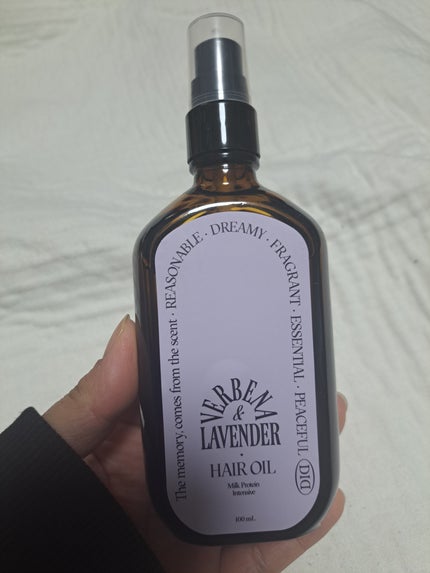 The memory, comes from the scent · REASONABLE · DREAMY · FRAGRANT · ESSENTIAL · PEACEFUL DID
VERBENA
&
LAVENDER
HAIR OIL
Milk Protein
Intensive
100 mL